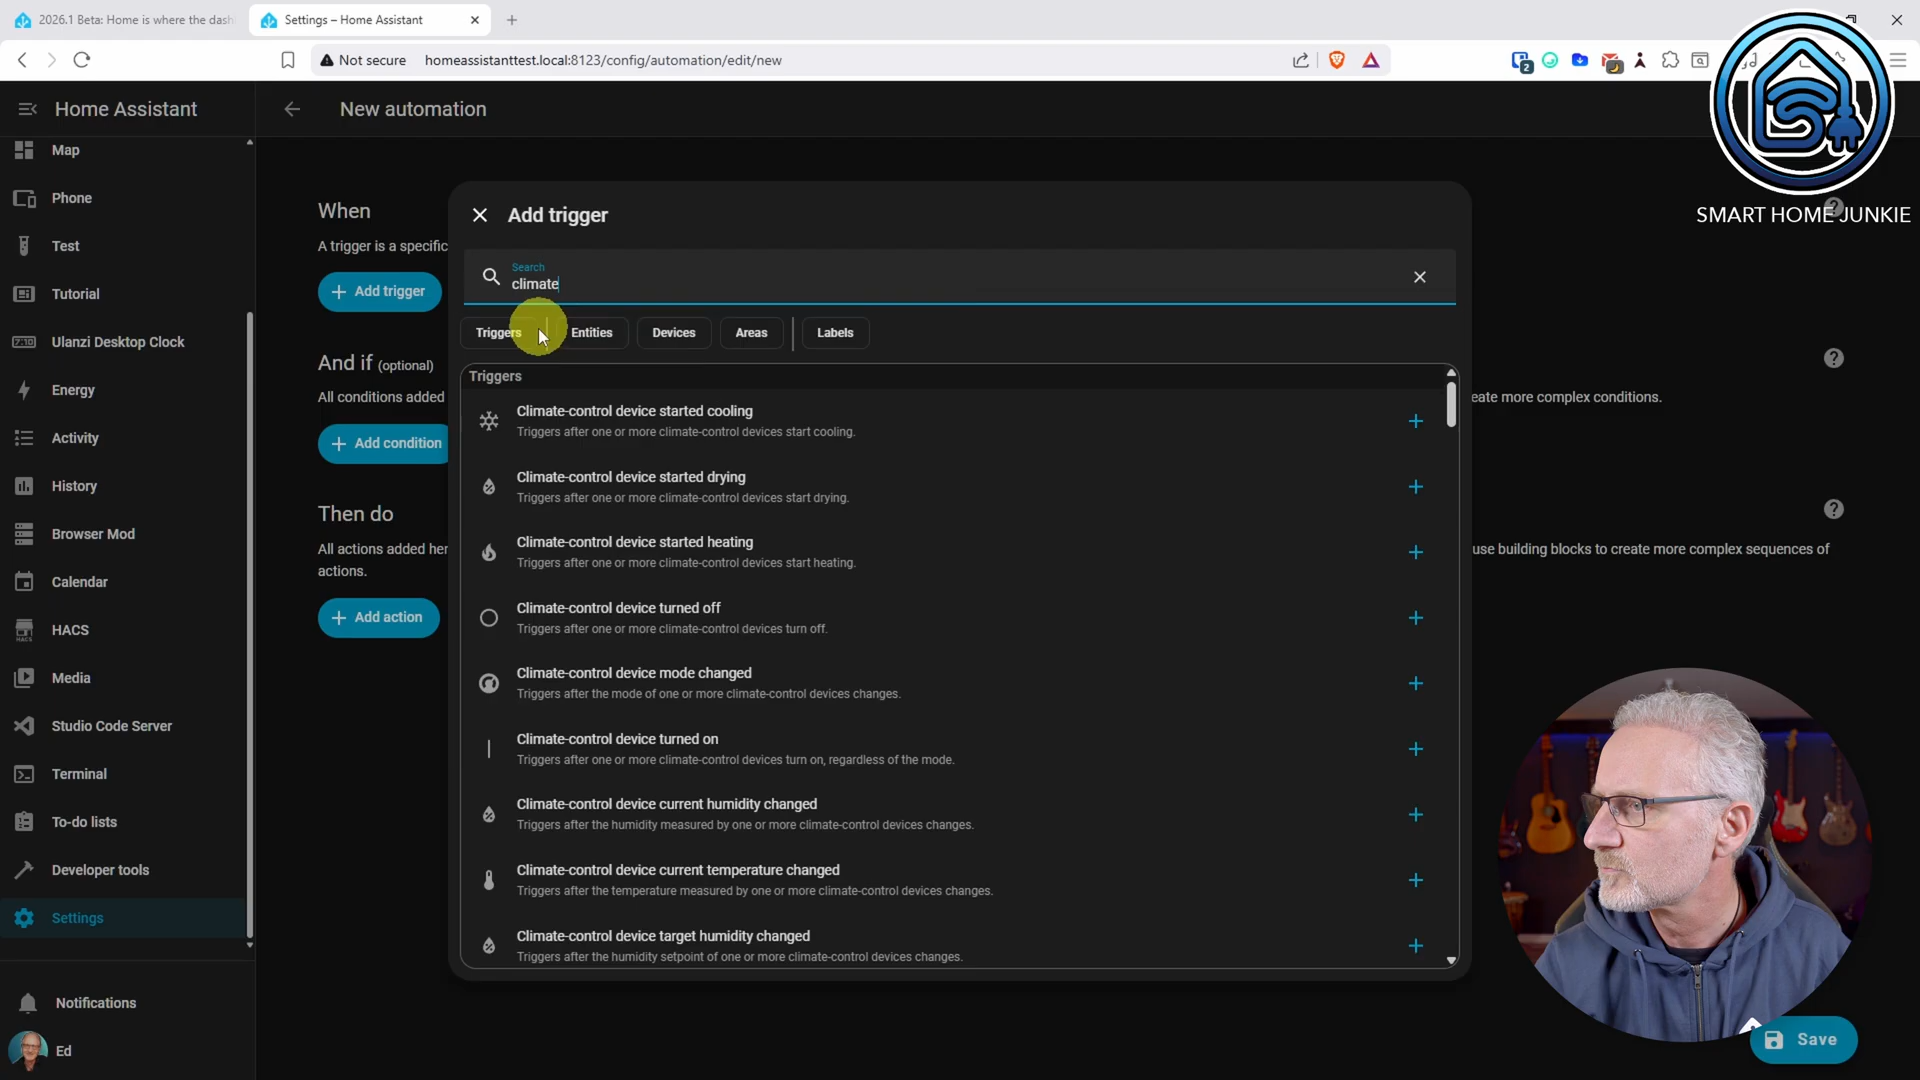 2026.1 Beta: Home is where the dash
Settings – Home Assistant
Not secure
homeassistanttest.local:8123/config/automation/edit/new
2
Home Assistant
New automation
Map
Phone
Test
Tutorial
7:10
Ulanzi Desktop Clock
Energy
Activity
History
Browser Mod
Calendar
HACS
HACS
Media
Studio Code Server
Terminal
To-do lists
Developer tools
Settings
Notifications
Ed
When
A trigger is a specific
Add trigger
And if (optional)
All conditions added
eate more complex conditions.
Add condition
Then do
All actions added her
use building blocks to create more complex sequences of
actions.
Add action
Add trigger
Search
climate
Triggers
Entities
Devices
Areas
Labels
Triggers
Climate-control device started cooling
Triggers after one or more climate-control devices start cooling.
Climate-control device started drying
Triggers after one or more climate-control devices start drying.
Climate-control device started heating
Triggers after one or more climate-control devices start heating.
Climate-control device turned off
Triggers after one or more climate-control devices turn off.
Climate-control device mode changed
Triggers after the mode of one or more climate-control devices changes.
Climate-control device turned on
Triggers after one or more climate-control devices turn on, regardless of the mode.
Climate-control device current humidity changed
Triggers after the humidity measured by one or more climate-control devices changes.
Climate-control device current temperature changed
Triggers after the temperature measured by one or more climate-control devices changes.
Climate-control device target humidity changed
Triggers after the humidity setpoint of one or more climate-control devices changes.
SMART HOME JUNKIE
Save